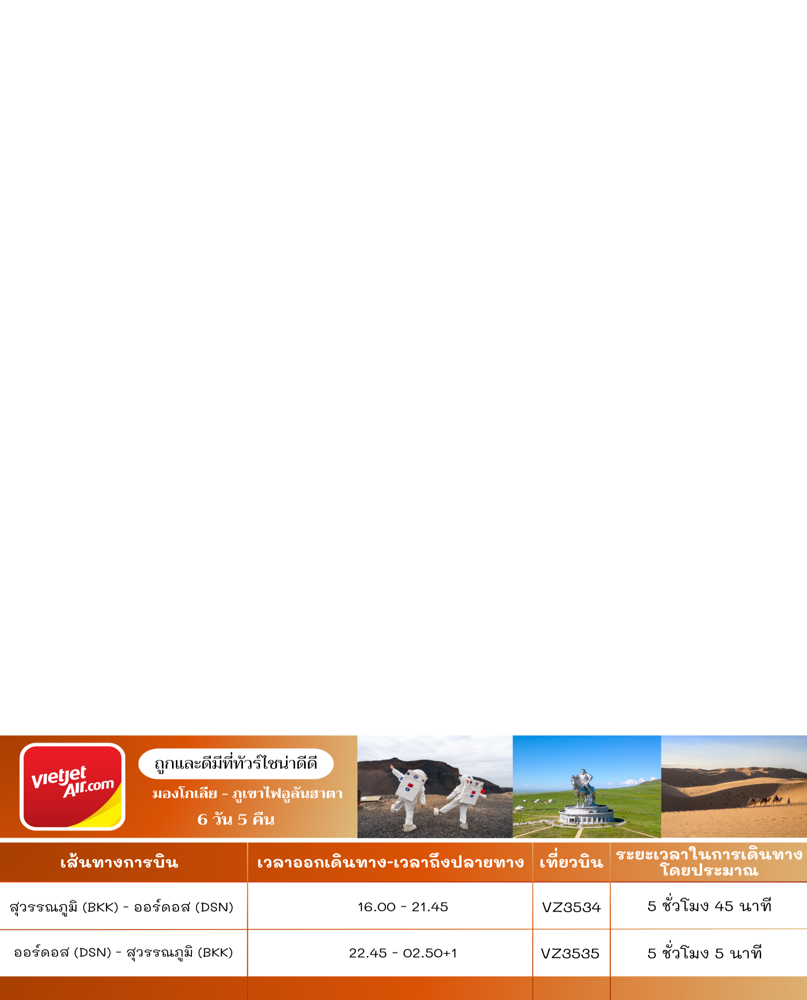 vietjet
Air.com
ถูกและดีมีที่ทัวร์ไชน่าดีดี
มองโกเลีย - ภูเขาไฟอูลันฮาตา
6 วัน 5 คืน
เส้นทางการบิน
เวลาออกเดินทาง-เวลาถึงปลายทาง
เที่ยวบิน
ระยะเวลาในการเดินทาง
โดยประมาณ
สุวรรณภูมิ (BKK) - ออร์ดอส (DSN)
16.00 - 21.45
VZ3534
5 ชั่วโมง 45 นาที
ออร์ดอส (DSN) - สุวรรณภูมิ (BKK)
22.45 - 02.50+1
VZ3535
5 ชั่วโมง 5 นาที